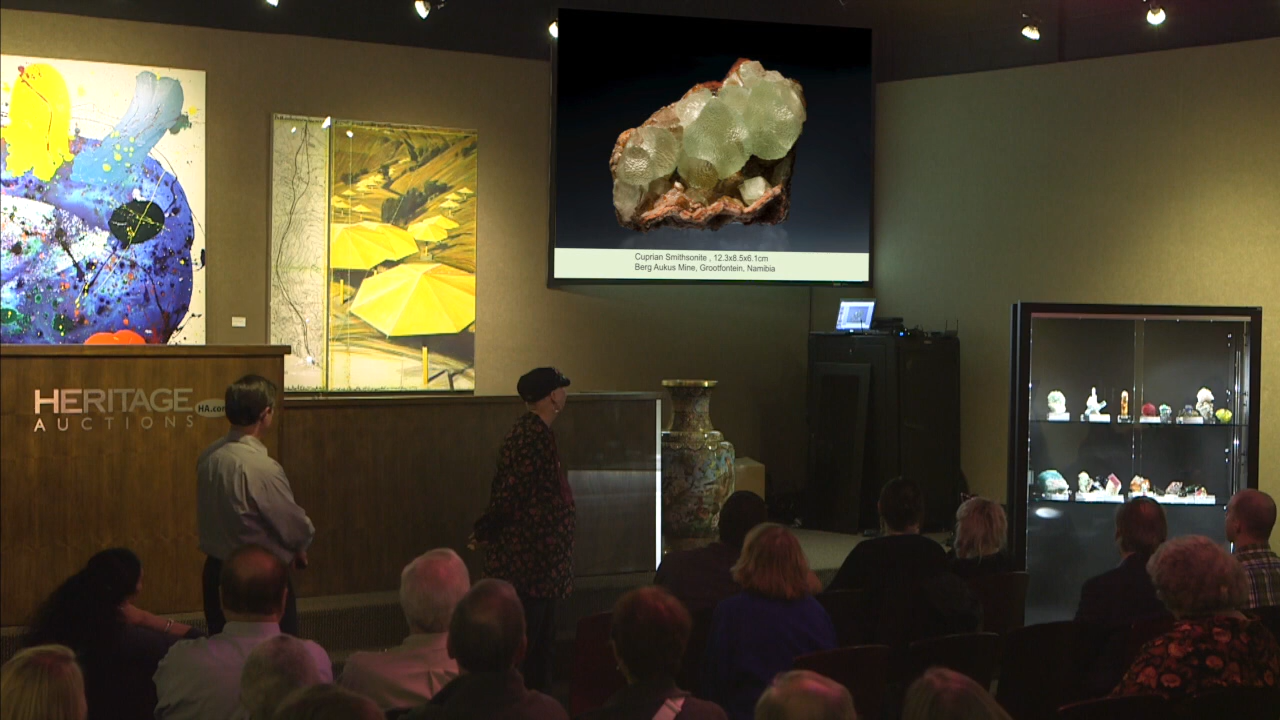 Cuprian Smithsonite , 12.3x8.5x6.1cm
Berg Aukus Mine, Grootfontein, Namibia
HERITAGE
HA.com
AUCTIONS